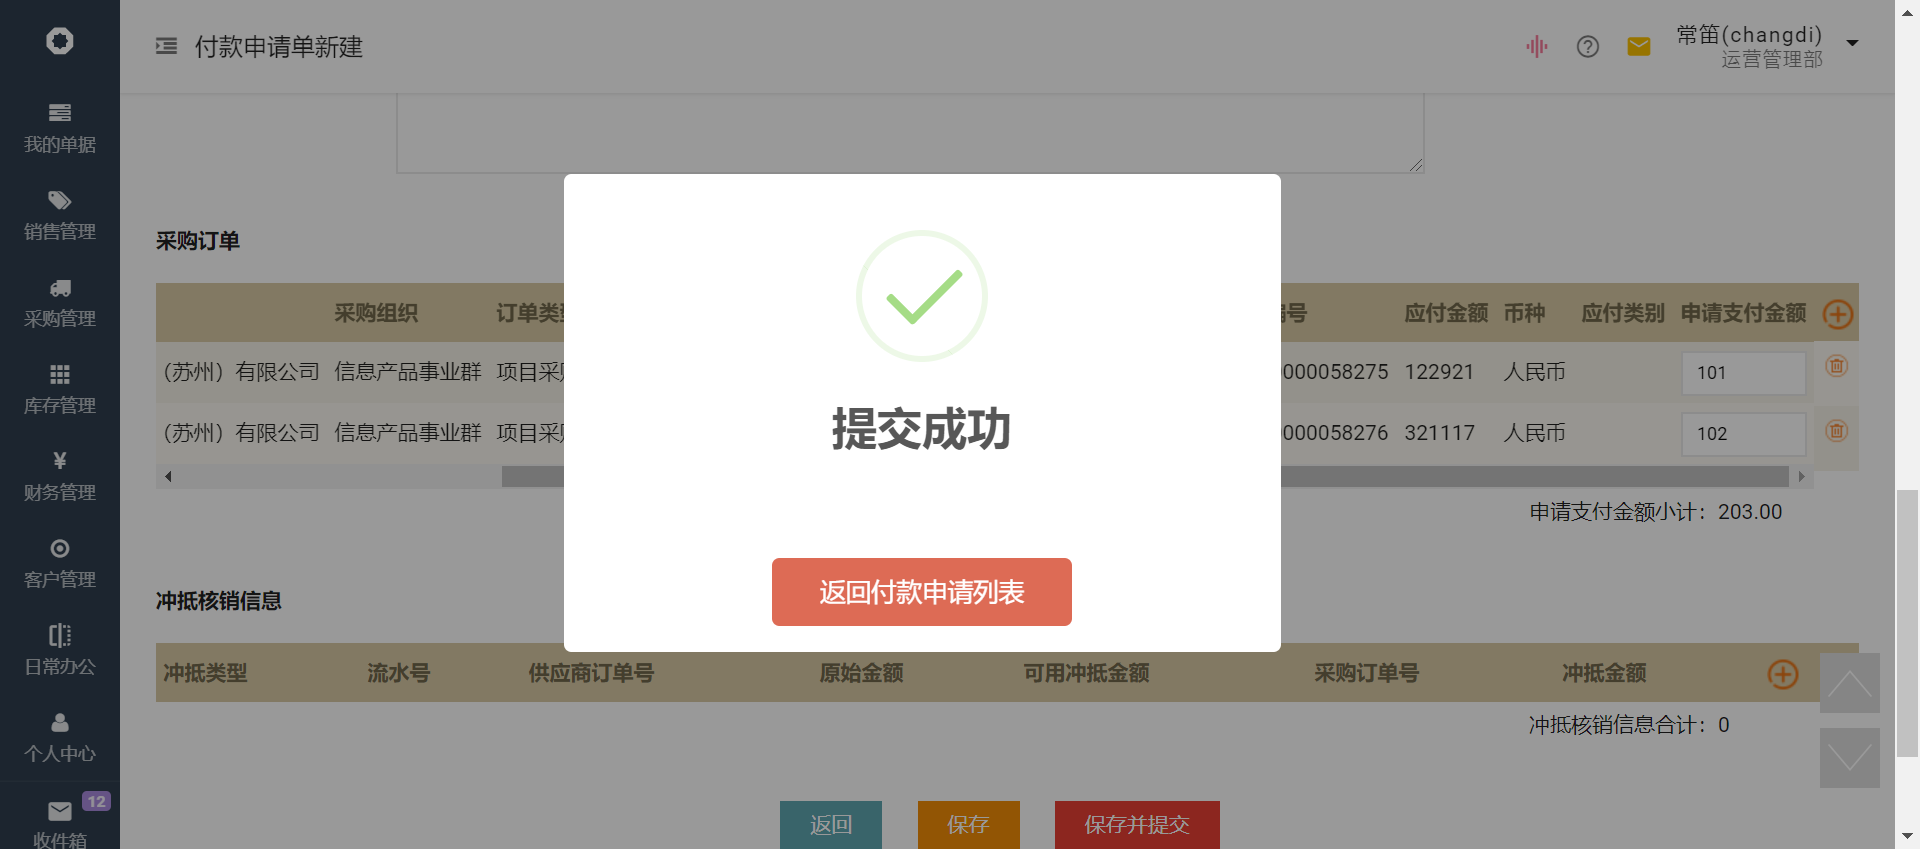 付款申请单新建
常笛(changdi)
运营管理部
我的单据
销售管理
采购管理
库存管理
¥
财务管理
客户管理
日常办公
个人中心
12
收件箱
采购订单
采购组织 订单类 号 应付金额 币种 应付类别 申请支付金额
（苏州）有限公司 信息产品事业群 项目采 000058275 122921 人民币 101
（苏州）有限公司 信息产品事业群 项目采 000058276 321117 人民币 102
申请支付金额小计：203.00
提交成功
返回付款申请列表
冲抵核销信息
冲抵类型 流水号 供应商订单号 原始金额 可用冲抵金额 采购订单号 冲抵金额
冲抵核销信息合计：0
返回 保存 保存并提交